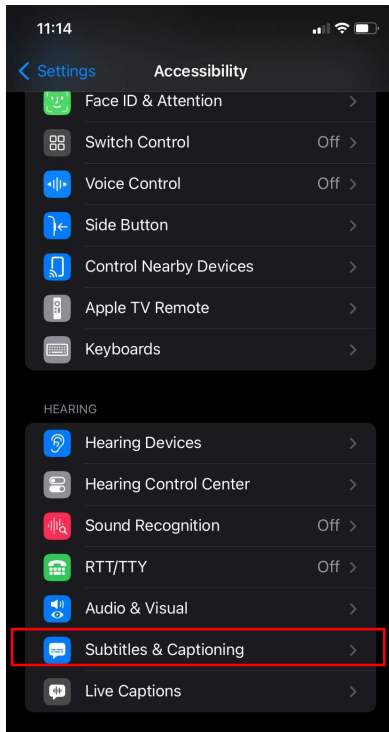 11:14
Settings
Accessibility
Face ID & Attention
Switch Control Off
Voice Control Off
Side Button
Control Nearby Devices
Apple TV Remote
Keyboards
HEARING
Hearing Devices
Hearing Control Center
Sound Recognition Off
RTT/TTY Off
Audio & Visual
Subtitles & Captioning
Live Captions